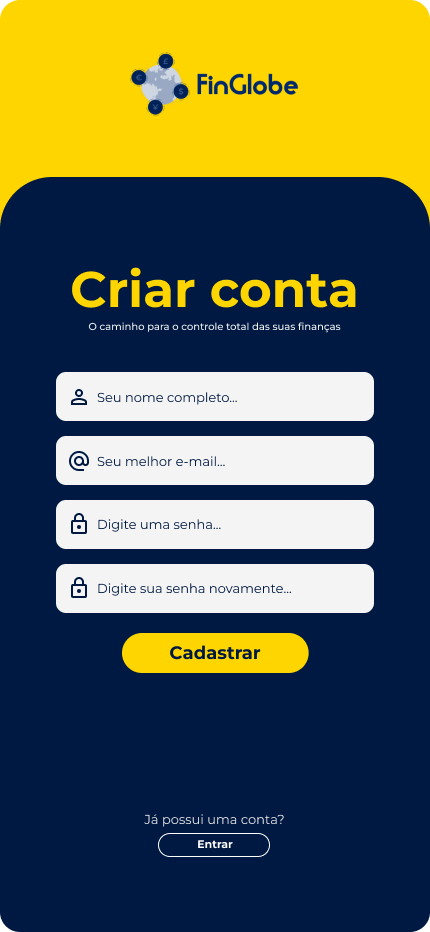 FinGlobe
Criar conta
O caminho para o controle total das suas finanças
Seu nome completo...
Seu melhor e-mail...
Digite uma senha...
Digite sua senha novamente...
Cadastrar
Já possui uma conta?
Entrar